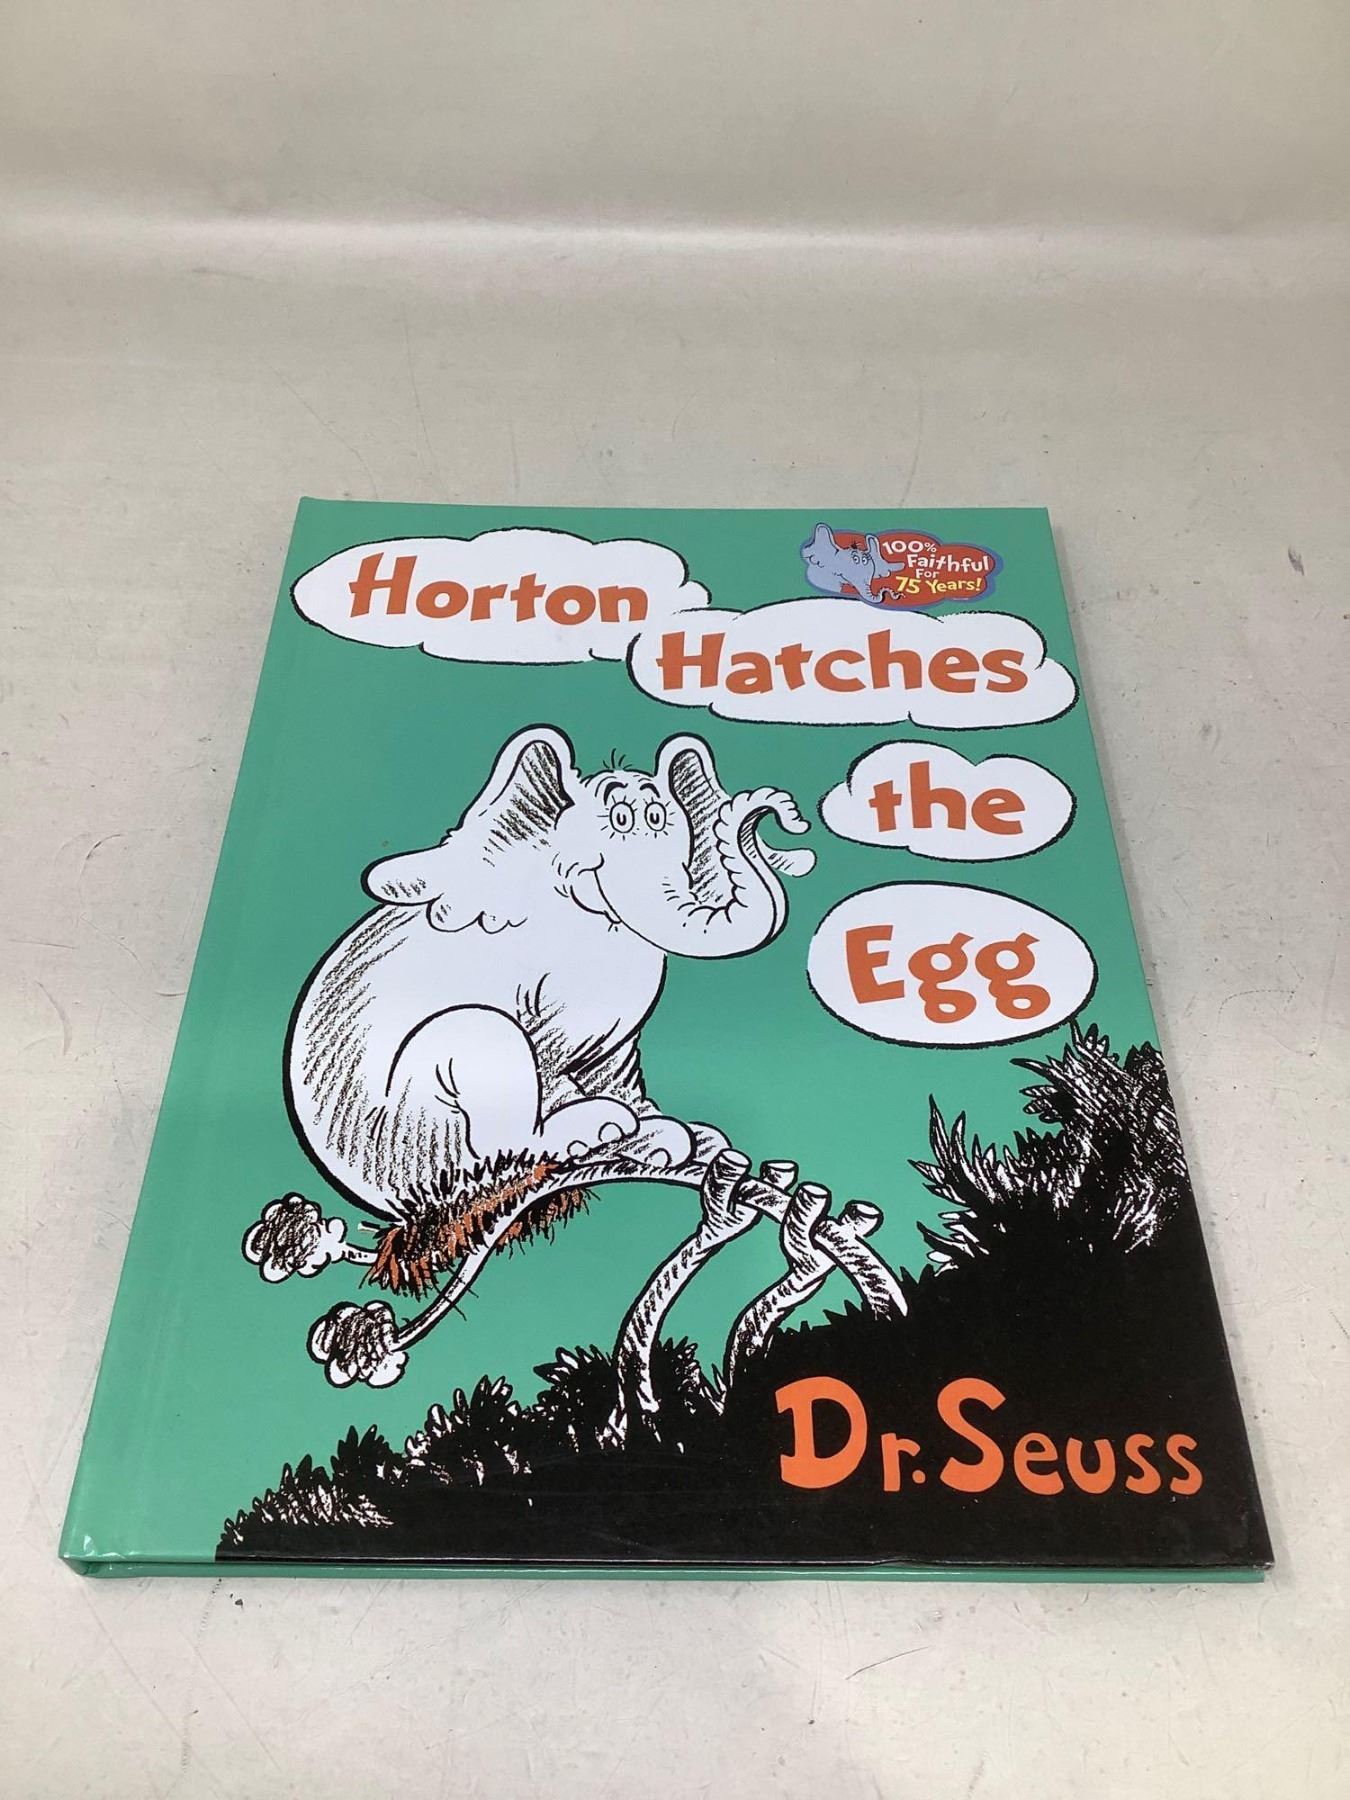 Horton
Hatches
the
Egg
100%
Faithful
For
75 Years!
Dr. Seuss